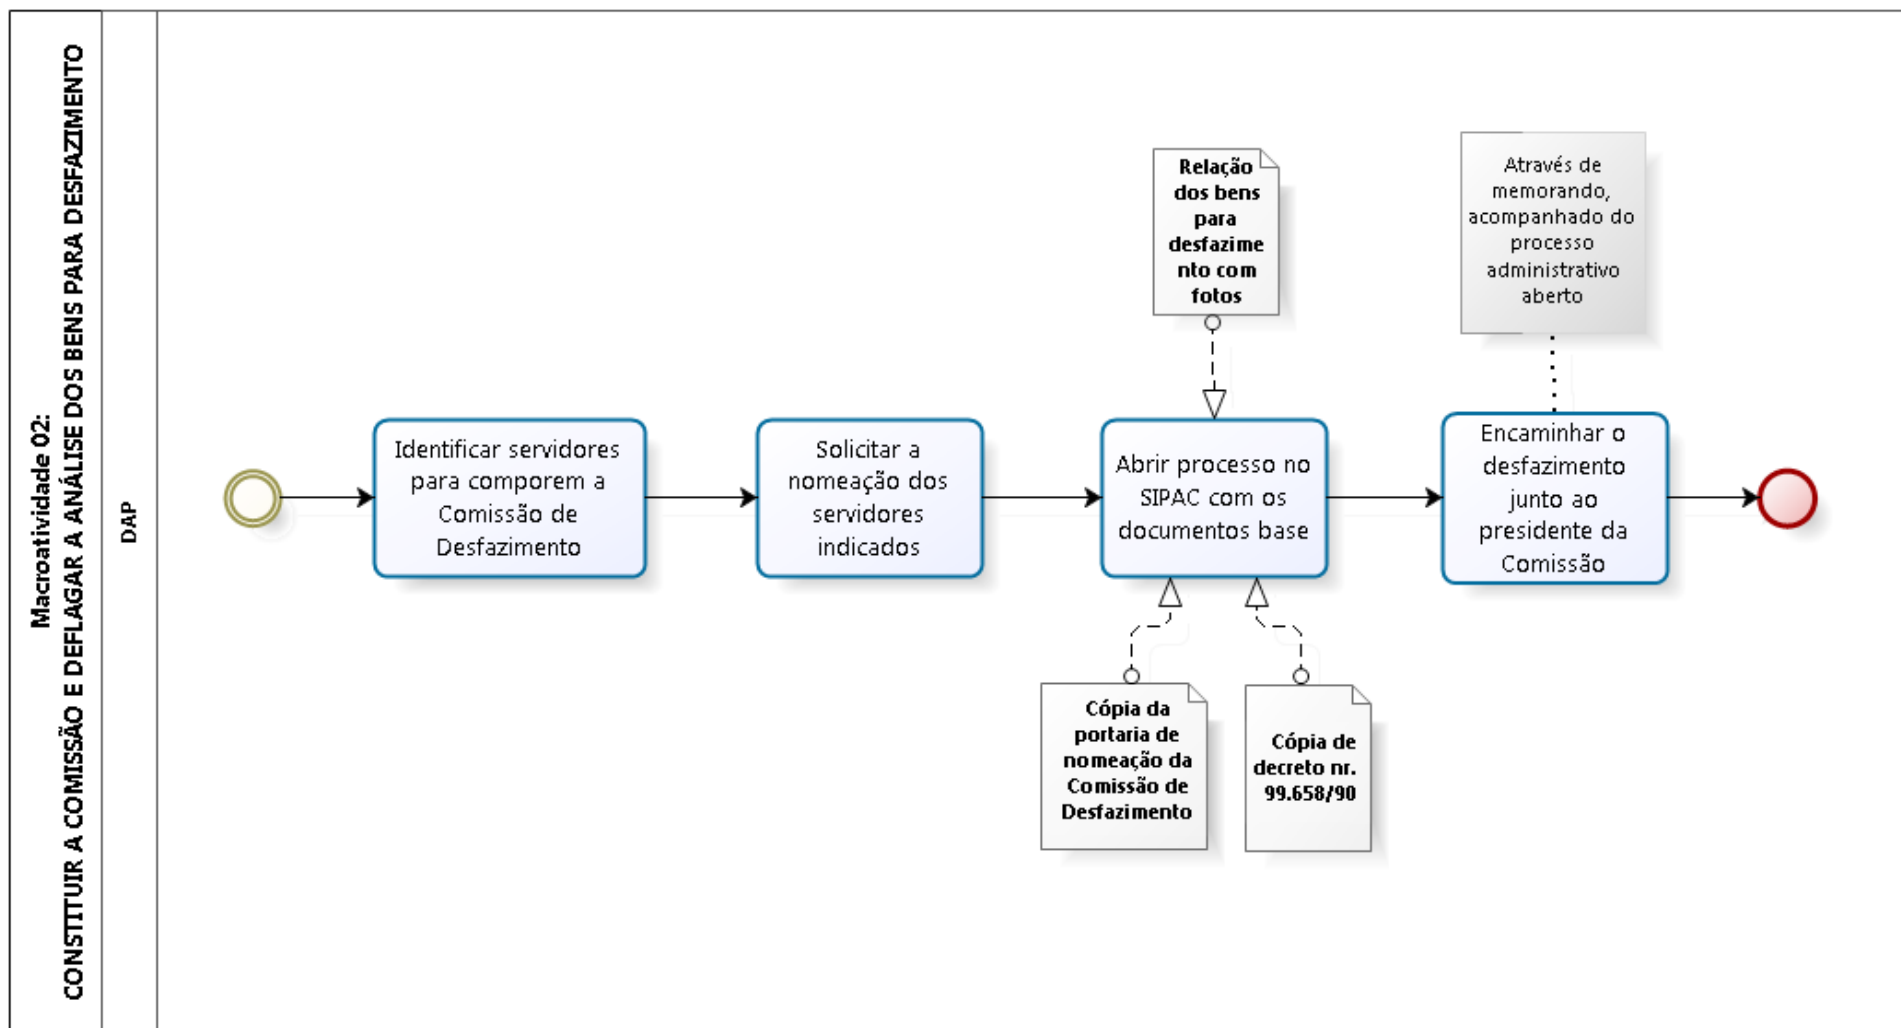 Macroatividade 02:
CONSTITUIR A COMISSÃO E DEFLAGAR A ANÁLISE DOS BENS PARA DESFAZIMENTO
DAP
Identificar servidores
para comporem a
Comissão de
Desfazimento
Solicitar a
nomeação dos
servidores
indicados
Relação
dos bens
para
desfazime
nto com
fotos
Abrir processo no
SIPAC com os
documentos base
Cópia da
portaria de
nomeação da
Comissão de
Desfazimento
Cópia de
decreto nr.
99.658/90
Através de
memorando,
acompanhado do
processo
administrativo
aberto
Encaminhar o
desfazimento
junto ao
presidente da
Comissão